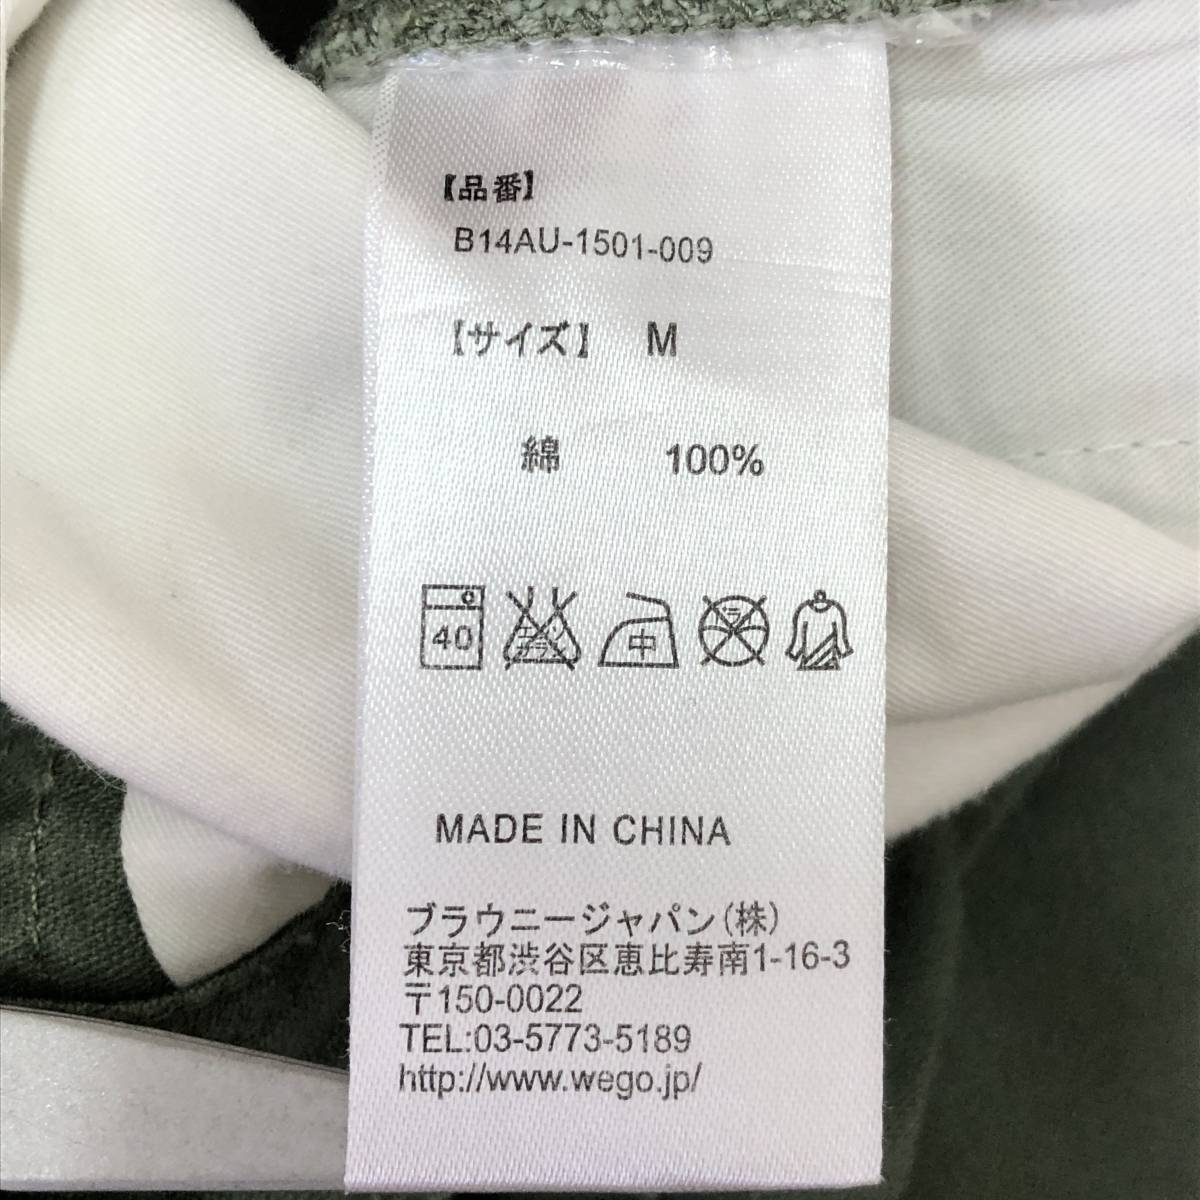 【品番】
B14AU-1501-009
【サイズ】 M
綿 100%
40
中
MADE IN CHINA
ブラウニージャパン(株)
東京都渋谷区恵比寿南1-16-3
〒150-0022
TEL:03-5773-5189
http://www.wego.jp/